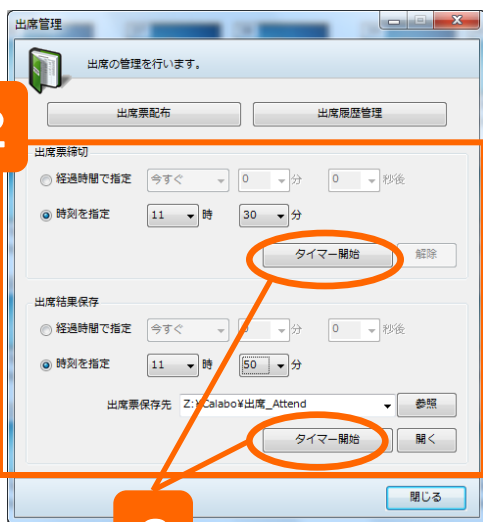 出席管理
出席の管理を行います。
出席票配布 出席履歴管理
出席票締切
経過時間で指定 今すぐ 0 分 0 秒後
時刻を指定 11 時 30 分
タイマー開始 解除
出席結果保存
経過時間で指定 今すぐ 0 分 0 秒後
時刻を指定 11 時 50 分
出席票保存先 Z:¥Calabo¥出席_Attend 参照
タイマー開始 開く
閉じる